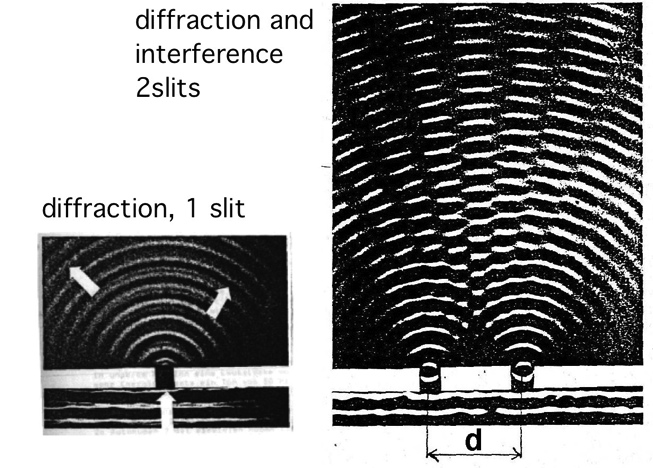 diffraction and
interference
2slits
diffraction, 1 slit
d